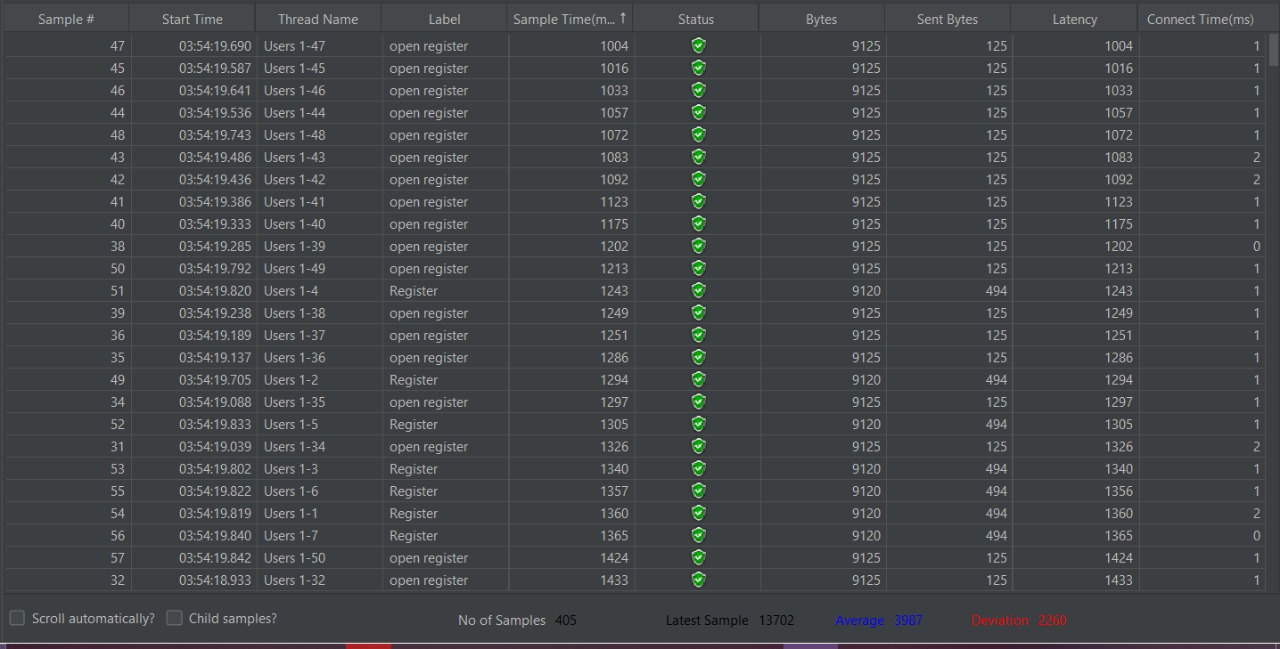 Sample # Start Time Thread Name Label Sample Time(m... ↑ Status Bytes Sent Bytes Latency Connect Time(ms)
47 03:54:19.690 Users 1-47 open register 1004 9125 125 1004 1
45 03:54:19.587 Users 1-45 open register 1016 9125 125 1016 1
46 03:54:19.641 Users 1-46 open register 1033 9125 125 1033 1
44 03:54:19.536 Users 1-44 open register 1057 9125 125 1057 1
48 03:54:19.743 Users 1-48 open register 1072 9125 125 1072 1
43 03:54:19.486 Users 1-43 open register 1083 9125 125 1083 2
42 03:54:19.436 Users 1-42 open register 1092 9125 125 1092 2
41 03:54:19.386 Users 1-41 open register 1123 9125 125 1123 1
40 03:54:19.333 Users 1-40 open register 1175 9125 125 1175 1
38 03:54:19.285 Users 1-39 open register 1202 9125 125 1202 0
50 03:54:19.792 Users 1-49 open register 1213 9125 125 1213 1
51 03:54:19.820 Users 1-4 Register 1243 9120 494 1243 1
39 03:54:19.238 Users 1-38 open register 1249 9125 125 1249 1
36 03:54:19.189 Users 1-37 open register 1251 9125 125 1251 1
35 03:54:19.137 Users 1-36 open register 1286 9125 125 1286 1
49 03:54:19.705 Users 1-2 Register 1294 9120 494 1294 1
34 03:54:19.088 Users 1-35 open register 1297 9125 125 1297 1
52 03:54:19.833 Users 1-5 Register 1305 9120 494 1305 1
31 03:54:19.039 Users 1-34 open register 1326 9125 125 1326 2
53 03:54:19.802 Users 1-3 Register 1340 9120 494 1340 1
55 03:54:19.822 Users 1-6 Register 1357 9120 494 1356 1
54 03:54:19.819 Users 1-1 Register 1360 9120 494 1360 2
56 03:54:19.840 Users 1-7 Register 1365 9120 494 1365 0
57 03:54:19.842 Users 1-50 open register 1424 9125 125 1424 1
32 03:54:18.933 Users 1-32 open register 1433 9125 125 1433 1
Scroll automatically? Child samples? No of Samples 405 Latest Sample 13702 Average 3987 Deviation 2260